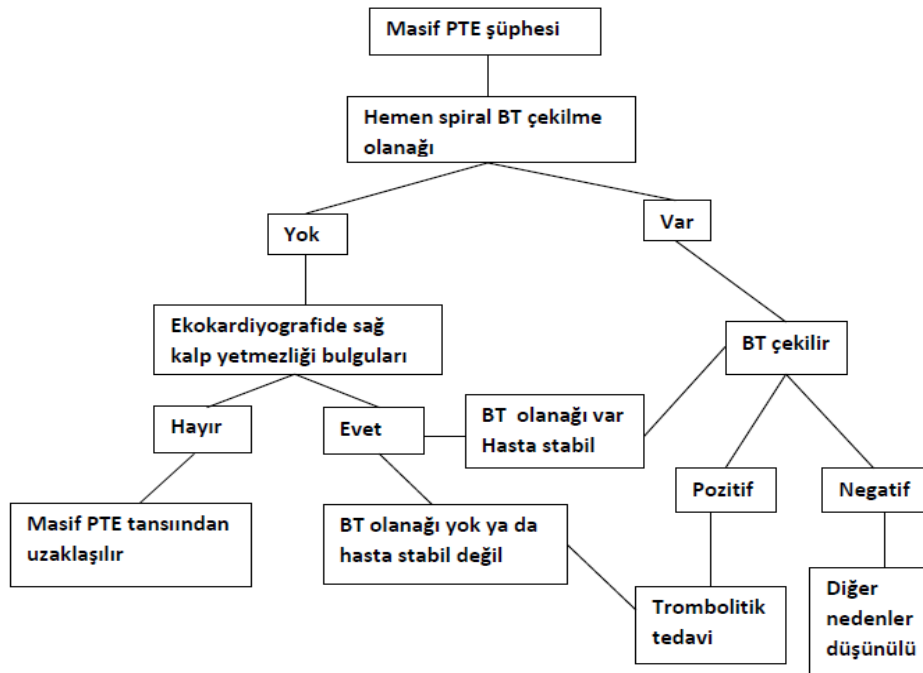 Masif PTE şüphesi
Hemen spiral BT çekilme
olanağı
Yok
Var
Ekokardiyografide sağ
kalp yetmezliği bulguları
BT çekilir
Hayır
Evet
BT olanağı var
Hasta stabil
Pozitif
Negatif
Masif PTE tansıından
uzaklaşılır
BT olanağı yok ya da
hasta stabil değil
Trombolitik
tedavi
Diğer
nedenler
düşünülü